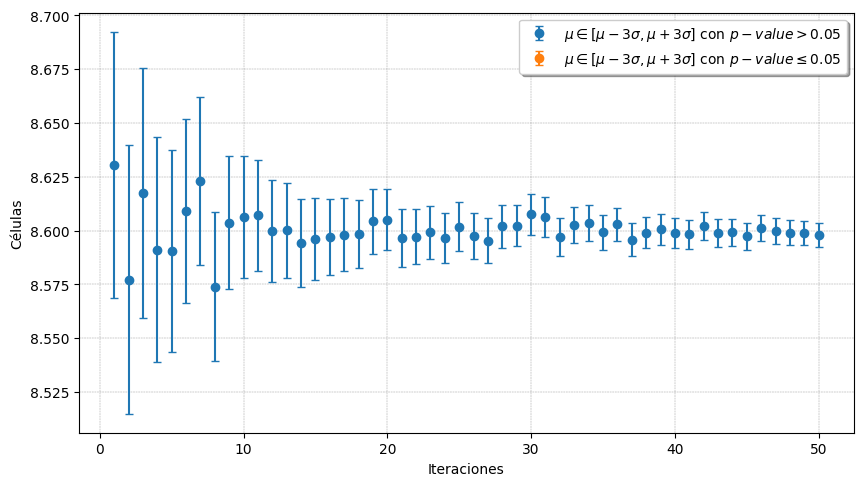 8.700
8.675
8.650
8.625
8.600
8.575
8.550
8.525
Células
μ ∈ [μ − 3σ, μ + 3σ] con p − value > 0.05
μ ∈ [μ − 3σ, μ + 3σ] con p − value ≤ 0.05
0 10 20 30 40 50
Iteraciones